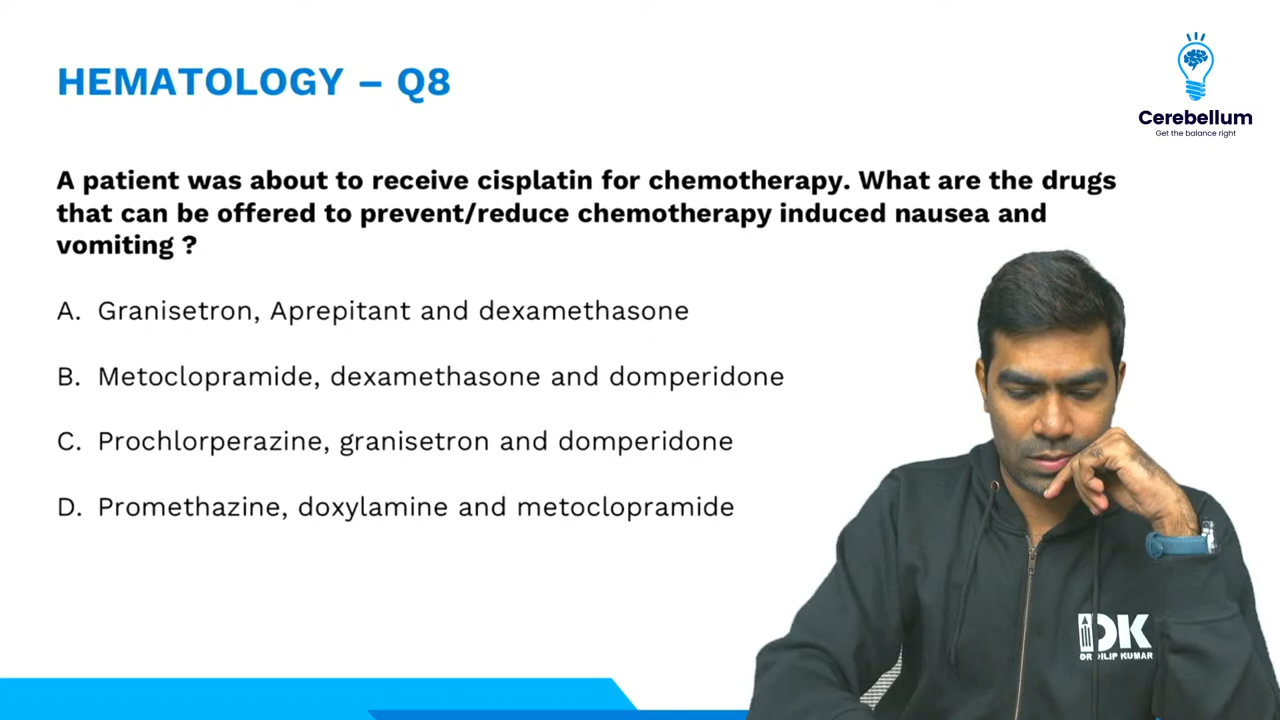 HEMATOLOGY – Q8
Cerebellum
Get the balance right
A patient was about to receive cisplatin for chemotherapy. What are the drugs
that can be offered to prevent/reduce chemotherapy induced nausea and
vomiting ?
A. Granisetron, Aprepitant and dexamethasone
B. Metoclopramide, dexamethasone and domperidone
C. Prochlorperazine, granisetron and domperidone
D. Promethazine, doxylamine and metoclopramide
DK
DR DILIP KUMAR